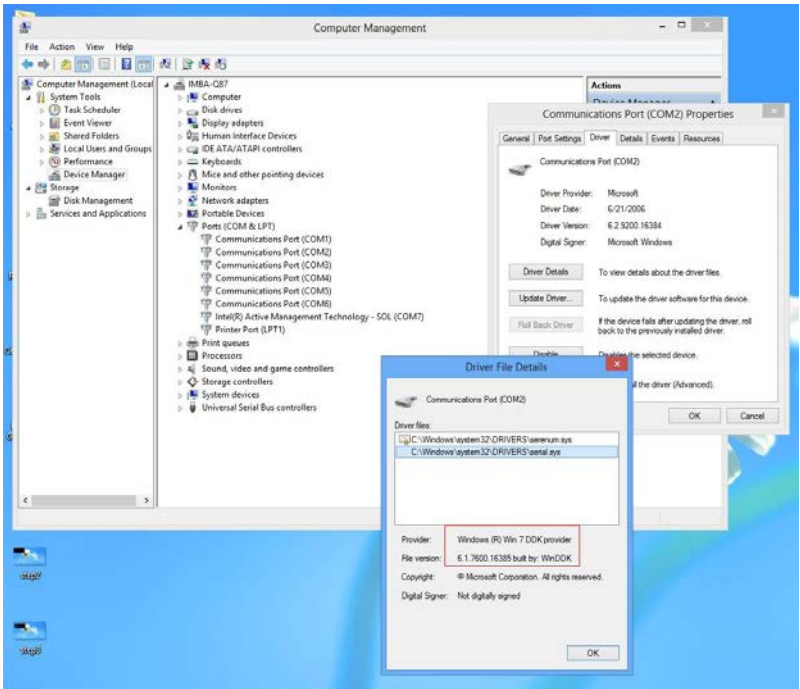 Computer Management
File Action View Help
Computer Management (Local
System Tools
Task Scheduler
Event Viewer
Shared Folders
Local Users and Groups
Performance
Device Manager
Storage
Disk Management
Services and Applications
IMBA-Q87
Computer
Disk drives
Display adapters
Human Interface Devices
IDE ATA/ATAPI controllers
Keyboards
Mice and other pointing devices
Monitors
Network adapters
Portable Devices
Ports (COM & LPT)
Communications Port (COM1)
Communications Port (COM2)
Communications Port (COM3)
Communications Port (COM4)
Communications Port (COM5)
Communications Port (COM6)
Intel(R) Active Management Technology - SOL (COM7)
Printer Port (LPT1)
Print queues
Processors
Sound, video and game controllers
Storage controllers
System devices
Universal Serial Bus controllers
Actions
Device Manager
Communications Port (COM2) Properties
General Port Settings Driver Details Events Resources
Communications Port (COM2)
Driver Provider: Microsoft
Driver Date: 6/21/2006
Driver Version: 6.2.9200.16384
Digital Signer: Microsoft Windows
Driver Details To view details about the driver files.
Update Driver... To update the driver software for this device.
Roll Back Driver If the device fails after updating the driver, roll
back to the previously installed driver.
Disable Disables the selected device.
the driver (Advanced).
OK Cancel
Driver File Details
Communications Port (COM2)
Driver files:
C:\Windows\system32\DRIVERS\serenum.sys
C:\Windows\system32\DRIVERS\serial.sys
Provider: Windows (R) Win 7 DDK provider
File version: 6.1.7600.16385 built by: WinDDK
Copyright: © Microsoft Corporation. All rights reserved.
Digital Signer: Not digitally signed
OK
step2
step3